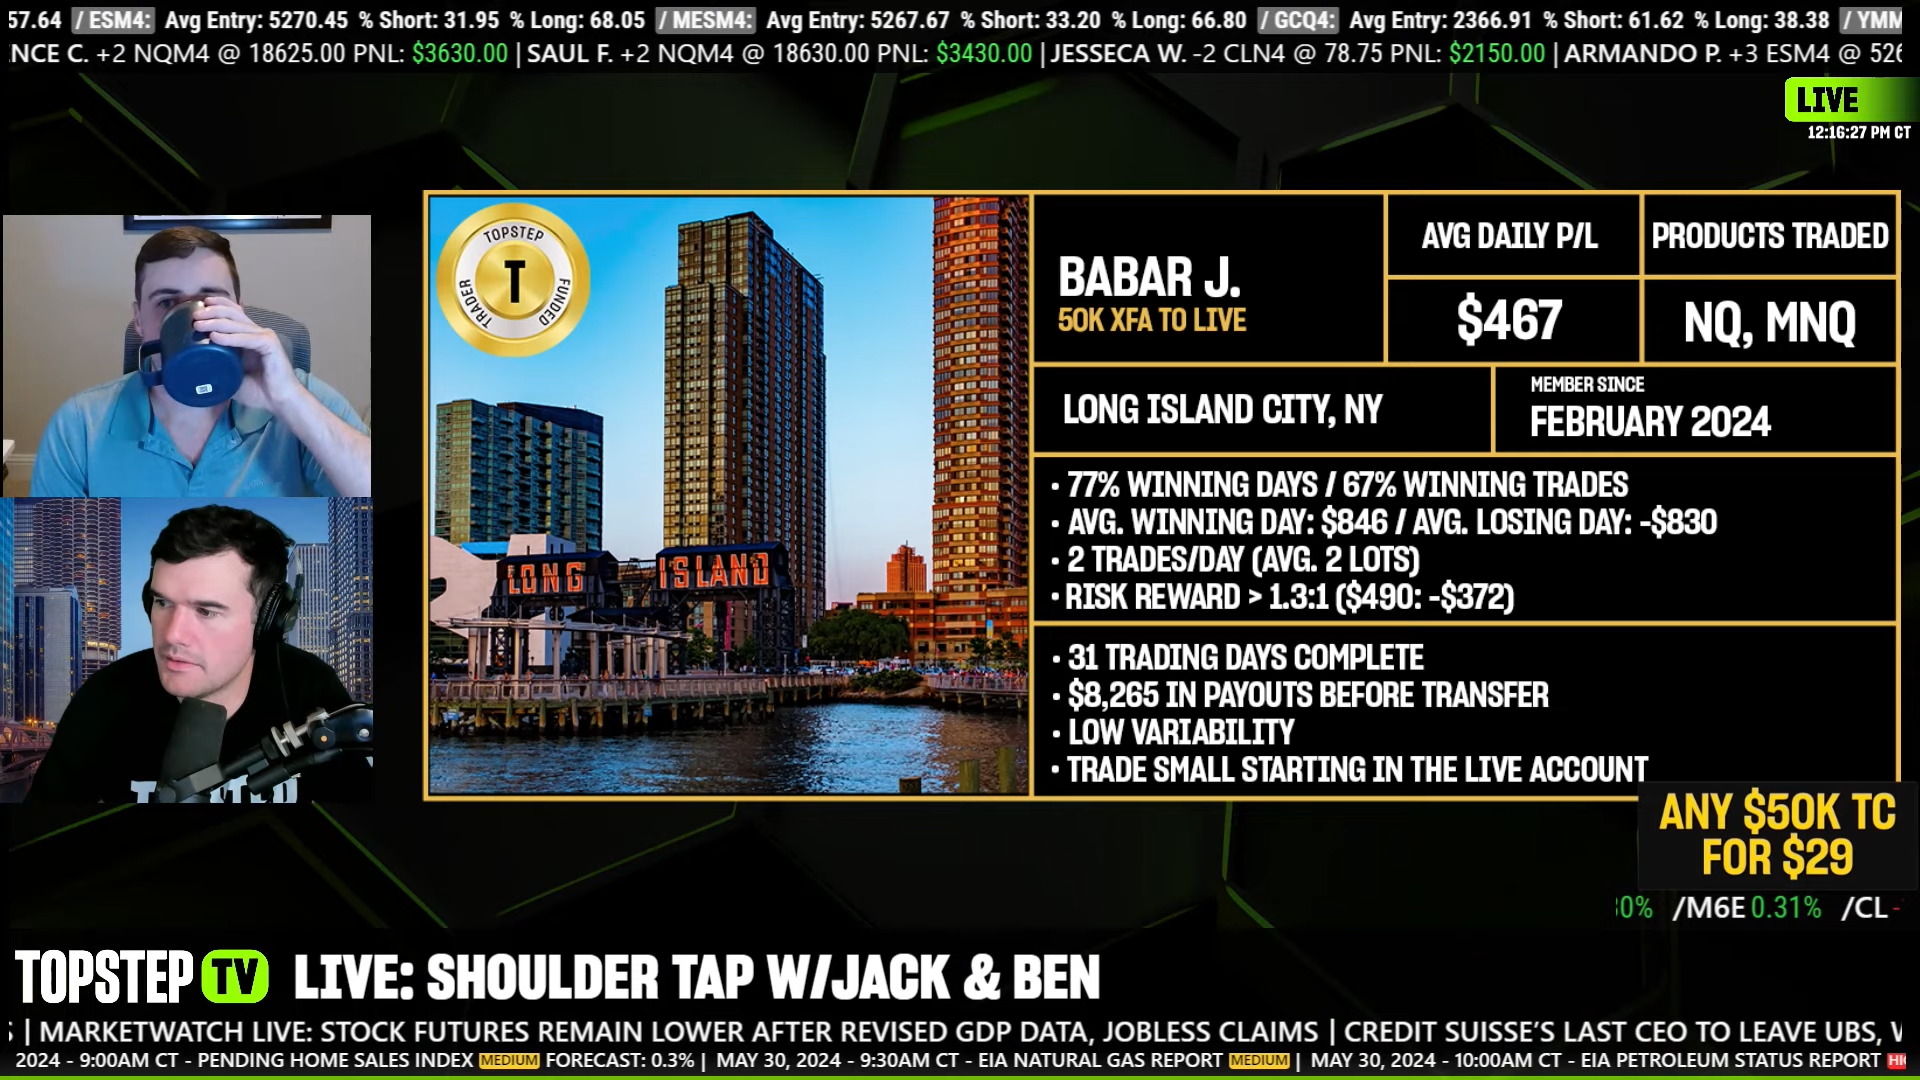 57.64 / ESM4: Avg Entry: 5270.45 % Short: 31.95 % Long: 68.05 / MESM4: Avg Entry: 5267.67 % Short: 33.20 % Long: 66.80 / GCQ4: Avg Entry: 2366.91 % Short: 61.62 % Long: 38.38 / YMM
NCE C. +2 NQM4 @ 18625.00 PNL: $3630.00 | SAUL F. +2 NQM4 @ 18630.00 PNL: $3430.00 | JESSECA W. -2 CLN4 @ 78.75 PNL: $2150.00 | ARMANDO P. +3 ESM4 @ 526
LIVE
12:16:27 PM CT
TOPSTEP
T
FUNDED
TRADER
LONG ISLAND
BABAR J.
50K XFA TO LIVE
AVG DAILY P/L
$467
PRODUCTS TRADED
NQ, MNQ
LONG ISLAND CITY, NY
MEMBER SINCE
FEBRUARY 2024
• 77% WINNING DAYS / 67% WINNING TRADES
• AVG. WINNING DAY: $846 / AVG. LOSING DAY: -$830
• 2 TRADES/DAY (AVG. 2 LOTS)
• RISK REWARD > 1.3:1 ($490: -$372)
• 31 TRADING DAYS COMPLETE
• $8,265 IN PAYOUTS BEFORE TRANSFER
• LOW VARIABILITY
• TRADE SMALL STARTING IN THE LIVE ACCOUNT
ANY $50K TC
FOR $29
0% /M6E 0.31% /CL -
TOPSTEP TV LIVE: SHOULDER TAP W/JACK & BEN
S | MARKETWATCH LIVE: STOCK FUTURES REMAIN LOWER AFTER REVISED GDP DATA, JOBLESS CLAIMS | CREDIT SUISSE'S LAST CEO TO LEAVE UBS,
2024 - 9:00AM CT - PENDING HOME SALES INDEX MEDIUM FORECAST: 0.3% | MAY 30, 2024 - 9:30AM CT - EIA NATURAL GAS REPORT MEDIUM | MAY 30, 2024 - 10:00AM CT - EIA PETROLEUM STATUS REPORT HI